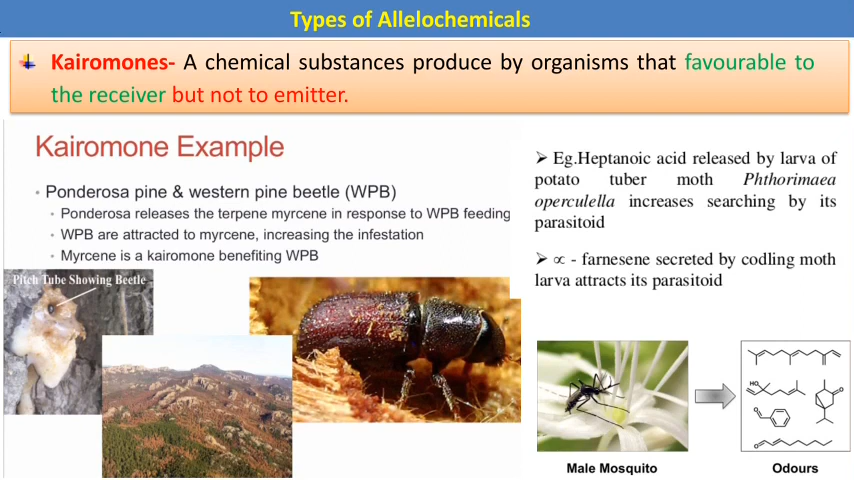 Types of Allelochemicals
Kairomones- A chemical substances produce by organisms that favourable to
the receiver but not to emitter.
Kairomone Example
• Ponderosa pine & western pine beetle (WPB)
• Ponderosa releases the terpene myrcene in response to WPB feeding
• WPB are attracted to myrcene, increasing the infestation
• Myrcene is a kairomone benefiting WPB
Pitch Tube Showing Beetle
➢ Eg.Heptanoic acid released by larva of
potato tuber moth Phthorimaea
operculella increases searching by its
parasitoid
➢ ∝ - farnesene secreted by codling moth
larva attracts its parasitoid
HO
O
O
O
Male Mosquito
Odours